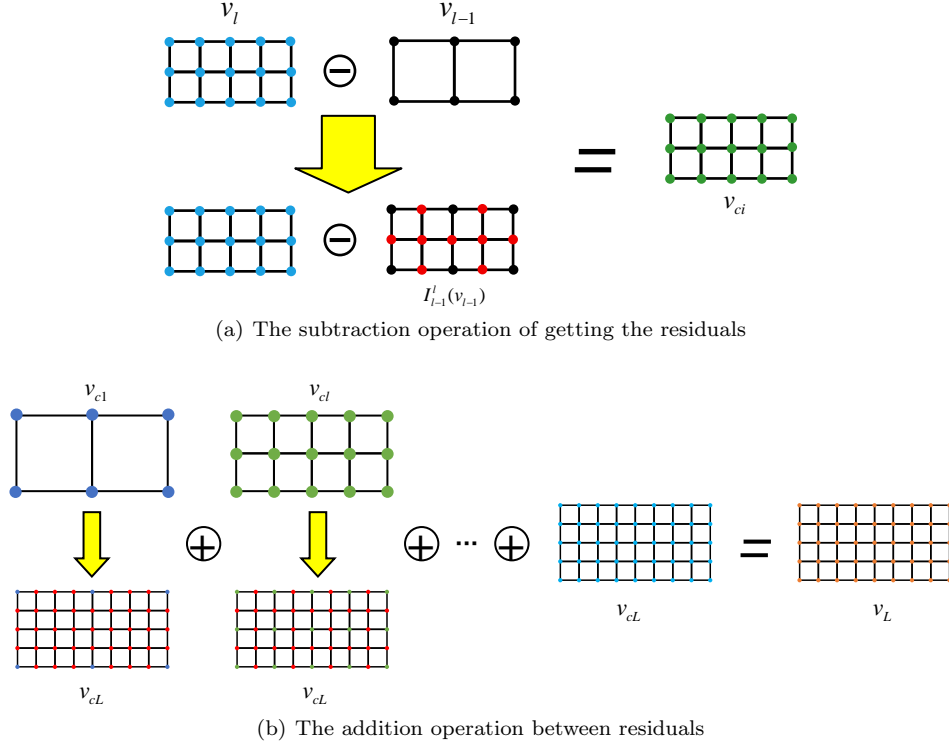 v_l v_{l−1}
− = v_{ci}
− I_{l−1}^l(v_{l−1})
(a) The subtraction operation of getting the residuals
v_{c1} v_{cl}
+ + ··· + =
v_{cL} v_{cL} v_{cL} v_L
(b) The addition operation between residuals